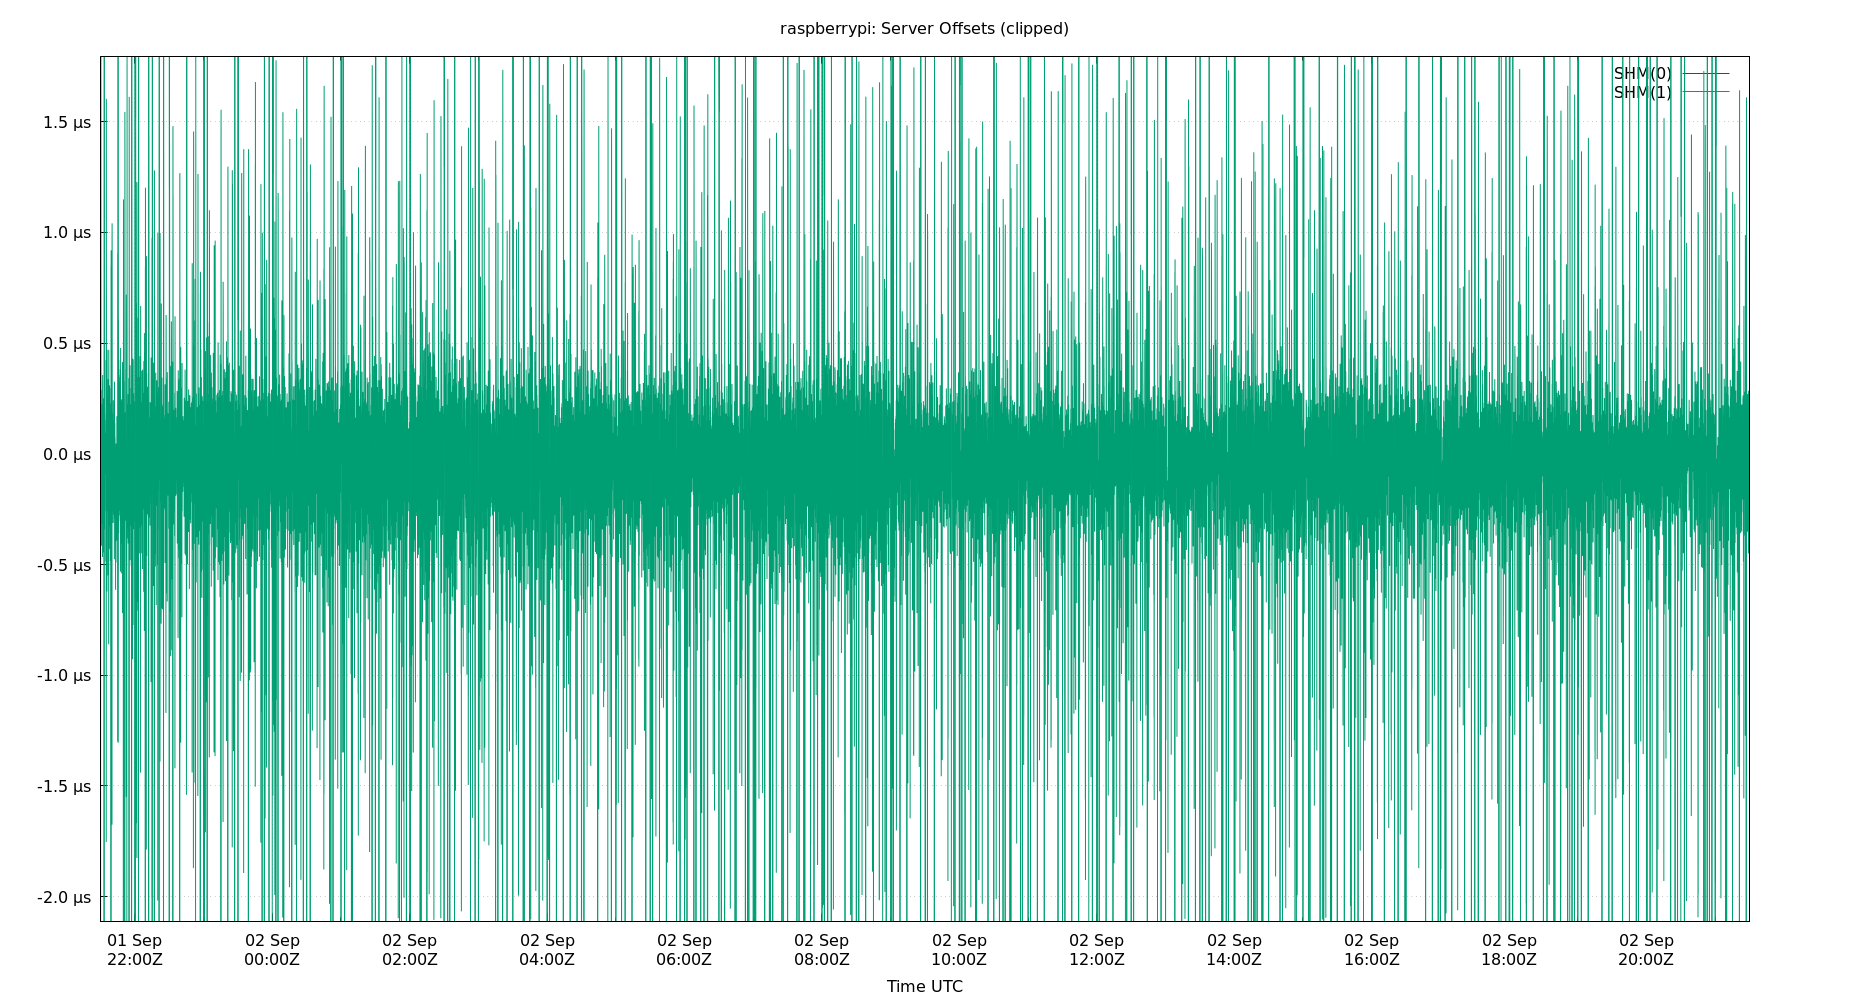 raspberrypi: Server Offsets (clipped)
SHM(0)
SHM(1)
1.5 µs
1.0 µs
0.5 µs
0.0 µs
-0.5 µs
-1.0 µs
-1.5 µs
-2.0 µs
01 Sep 02 Sep 02 Sep 02 Sep 02 Sep 02 Sep 02 Sep 02 Sep 02 Sep 02 Sep 02 Sep 02 Sep
22:00Z 00:00Z 02:00Z 04:00Z 06:00Z 08:00Z 10:00Z 12:00Z 14:00Z 16:00Z 18:00Z 20:00Z
Time UTC